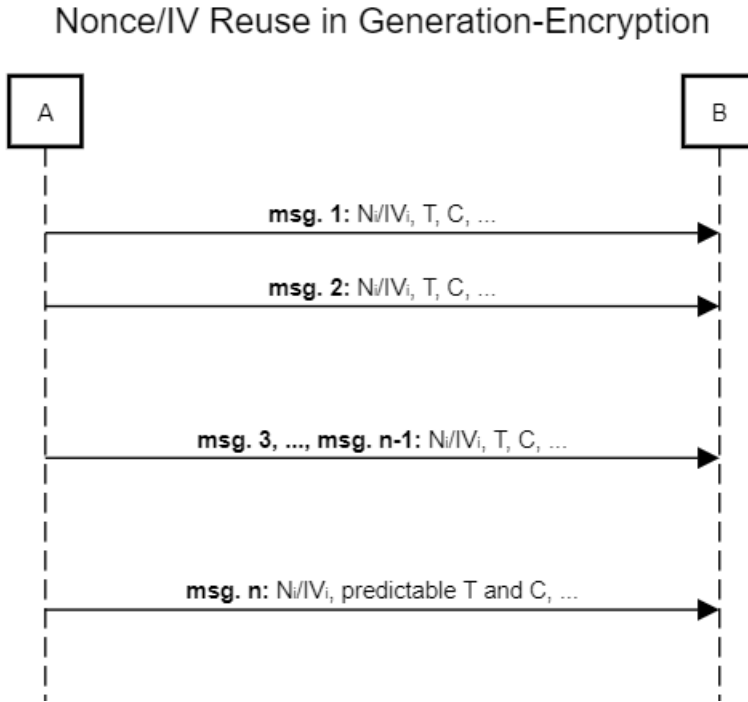 Nonce/IV Reuse in Generation-Encryption
A
B
msg. 1: Nᵢ/IVᵢ, T, C, ...
msg. 2: Nᵢ/IVᵢ, T, C, ...
msg. 3, ..., msg. n-1: Nᵢ/IVᵢ, T, C, ...
msg. n: Nᵢ/IVᵢ, predictable T and C, ...